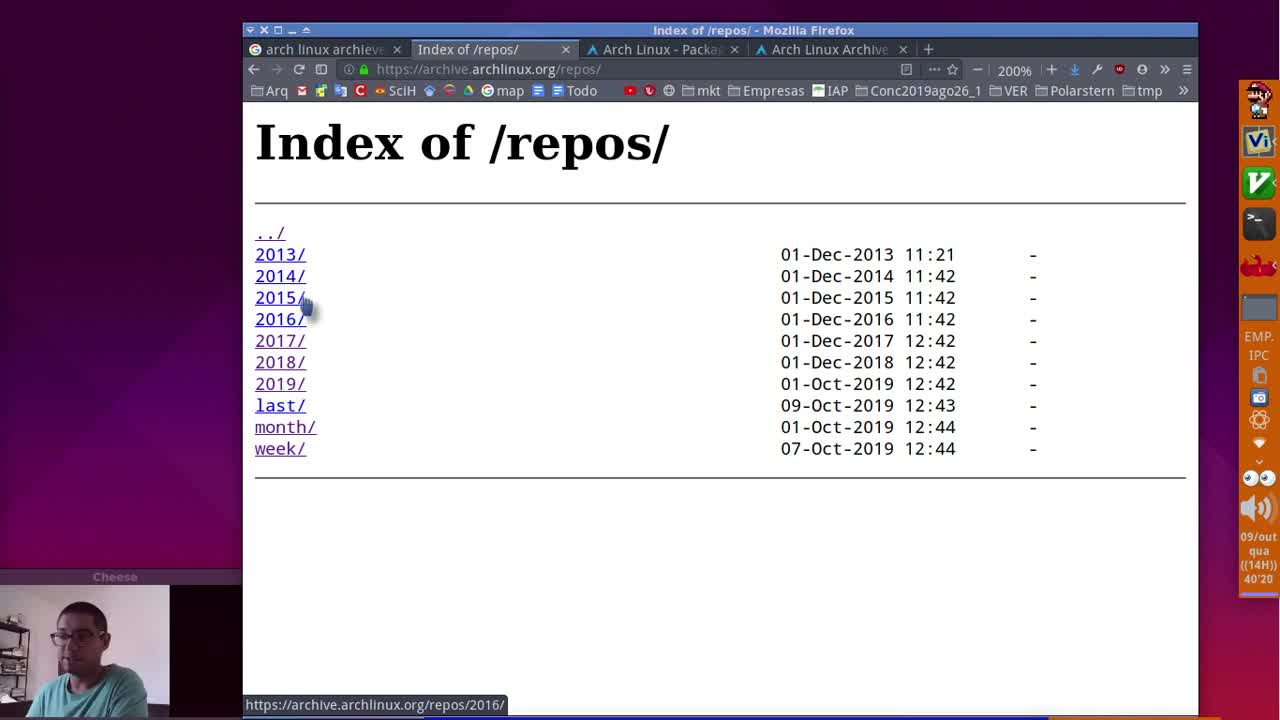 Index of /repos/ - Mozilla Firefox
arch linux archieve
Index of /repos/
Arch Linux - Packa
Arch Linux Archive
https://archive.archlinux.org/repos/
200%
Arq
SciH
map
Todo
mkt
Empresas
IAP
Conc2019ago26_1
VER
Polarstern
tmp
Index of /repos/
../
2013/ 01-Dec-2013 11:21 -
2014/ 01-Dec-2014 11:42 -
2015/ 01-Dec-2015 11:42 -
2016/ 01-Dec-2016 11:42 -
2017/ 01-Dec-2017 12:42 -
2018/ 01-Dec-2018 12:42 -
2019/ 01-Oct-2019 12:42 -
last/ 09-Oct-2019 12:43 -
month/ 01-Oct-2019 12:44 -
week/ 07-Oct-2019 12:44 -
https://archive.archlinux.org/repos/2016/
Cheese
Vi
EMP.
IPC
09/out
qua
((14H))
40'20